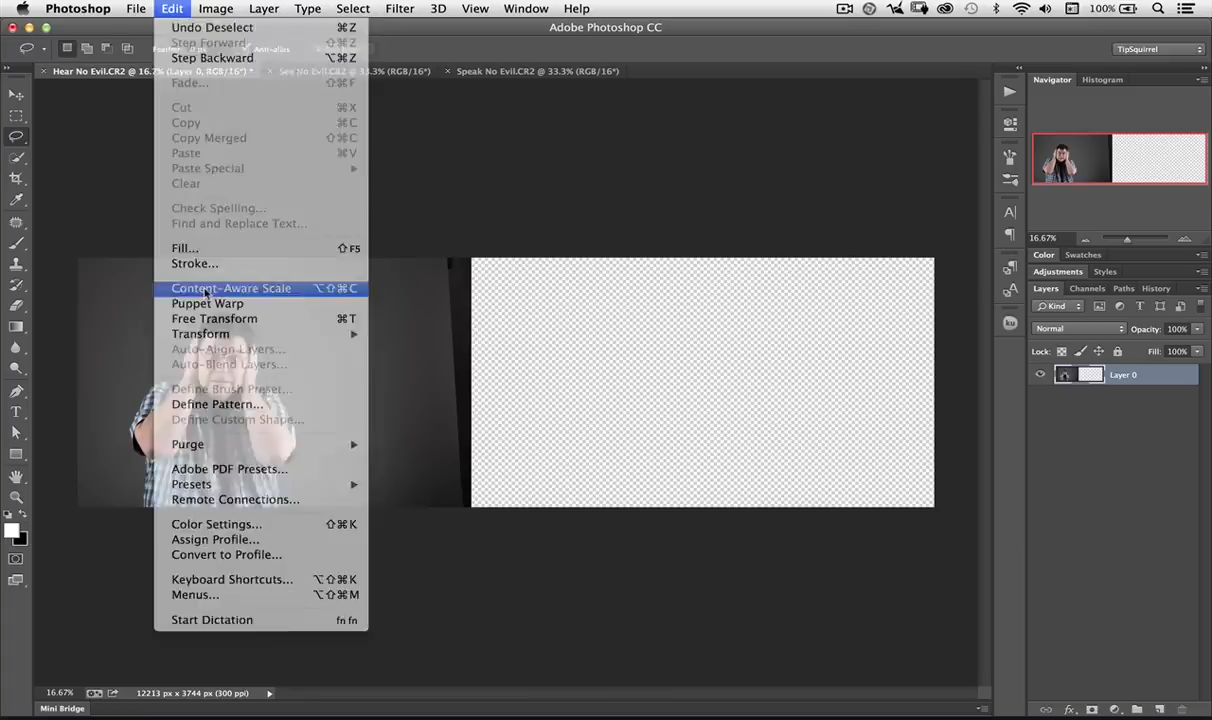 Photoshop File Edit Image Layer Type Select Filter 3D View Window Help 100%
Adobe Photoshop CC
Anti-alias TipSquirrel
× Hear No Evil.CR2 @ 16.7% (Layer 0, RGB/16*) * × See No Evil.CR2 @ 33.3% (RGB/16*) × Speak No Evil.CR2 @ 33.3% (RGB/16*)
Undo Deselect ⌘Z
Step Forward ⇧⌘Z
Step Backward ⌥⌘Z
Fade...
Cut ⌘X
Copy ⌘C
Copy Merged ⇧⌘C
Paste ⌘V
Paste Special
Clear
Check Spelling...
Find and Replace Text...
Fill... ⇧F5
Stroke...
Content-Aware Scale ⌥⇧⌘C
Puppet Warp
Free Transform ⌘T
Transform
Auto-Align Layers...
Auto-Blend Layers...
Define Brush Preset...
Define Pattern...
Define Custom Shape...
Purge
Adobe PDF Presets...
Presets
Remote Connections...
Color Settings... ⇧⌘K
Assign Profile...
Convert to Profile...
Keyboard Shortcuts... ⌥⇧⌘K
Menus... ⌥⇧⌘M
Start Dictation fn fn
Navigator Histogram
16.67%
Color Swatches
Adjustments Styles
Layers Channels Paths History
Kind
Normal Opacity: 100%
Lock: Fill: 100%
Layer 0
16.67% 12213 px x 3744 px (300 ppi)
Mini Bridge